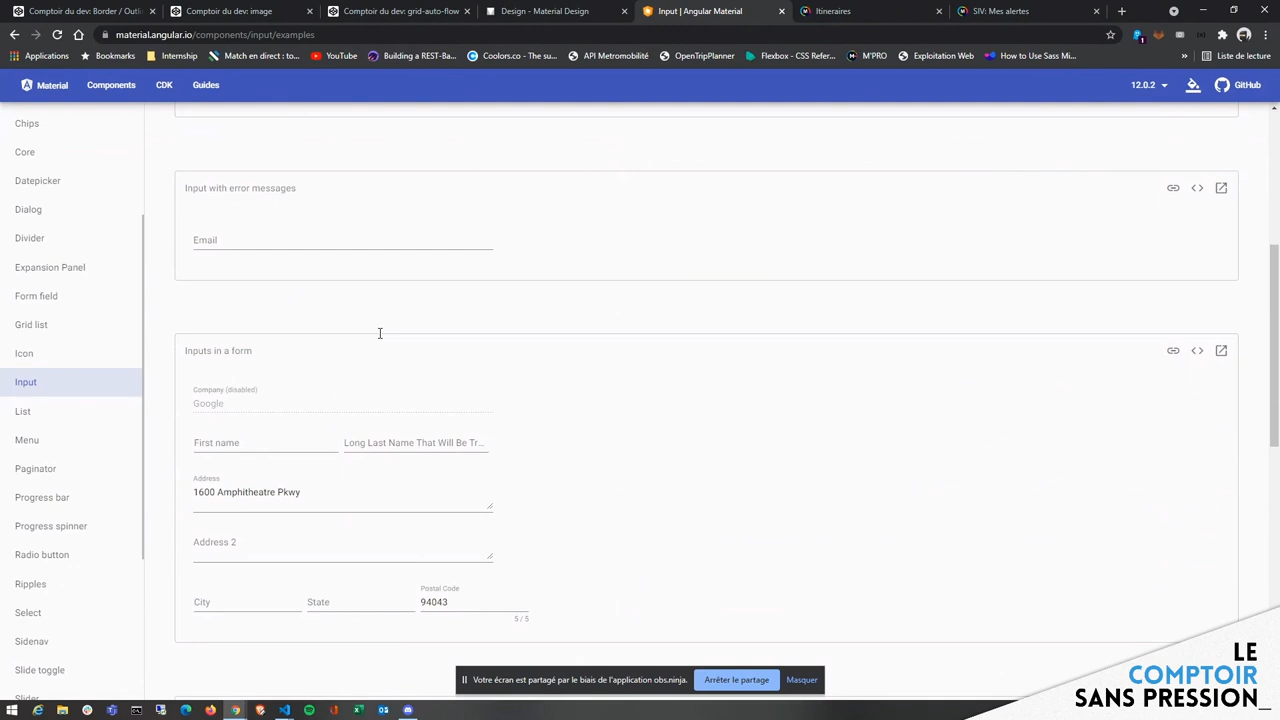 Comptoir du dev: Border / Outli
Comptoir du dev: image
Comptoir du dev: grid-auto-flow
Design - Material Design
Input | Angular Material
Itineraires
SIV: Mes alertes
material.angular.io/components/input/examples
Applications
Bookmarks
Internship
Match en direct : to...
YouTube
Building a REST-Ba...
Coolors.co - The su...
API Metromobilité
OpenTripPlanner
Flexbox - CSS Refer...
M'PRO
Exploitation Web
How to Use Sass Mi...
»
Liste de lecture
Material
Components
CDK
Guides
12.0.2
GitHub
Chips
Core
Datepicker
Dialog
Divider
Expansion Panel
Form field
Grid list
Icon
Input
List
Menu
Paginator
Progress bar
Progress spinner
Radio button
Ripples
Select
Sidenav
Slide toggle
Slider
Input with error messages
Email
Inputs in a form
Company (disabled)
Google
First name
Long Last Name That Will Be Tr...
Address
1600 Amphitheatre Pkwy
Address 2
City
State
Postal Code
94043
5 / 5
Votre écran est partagé par le biais de l'application obs.ninja.
Arrêter le partage
Masquer
LE
COMPTOIR
SANS PRESSION_